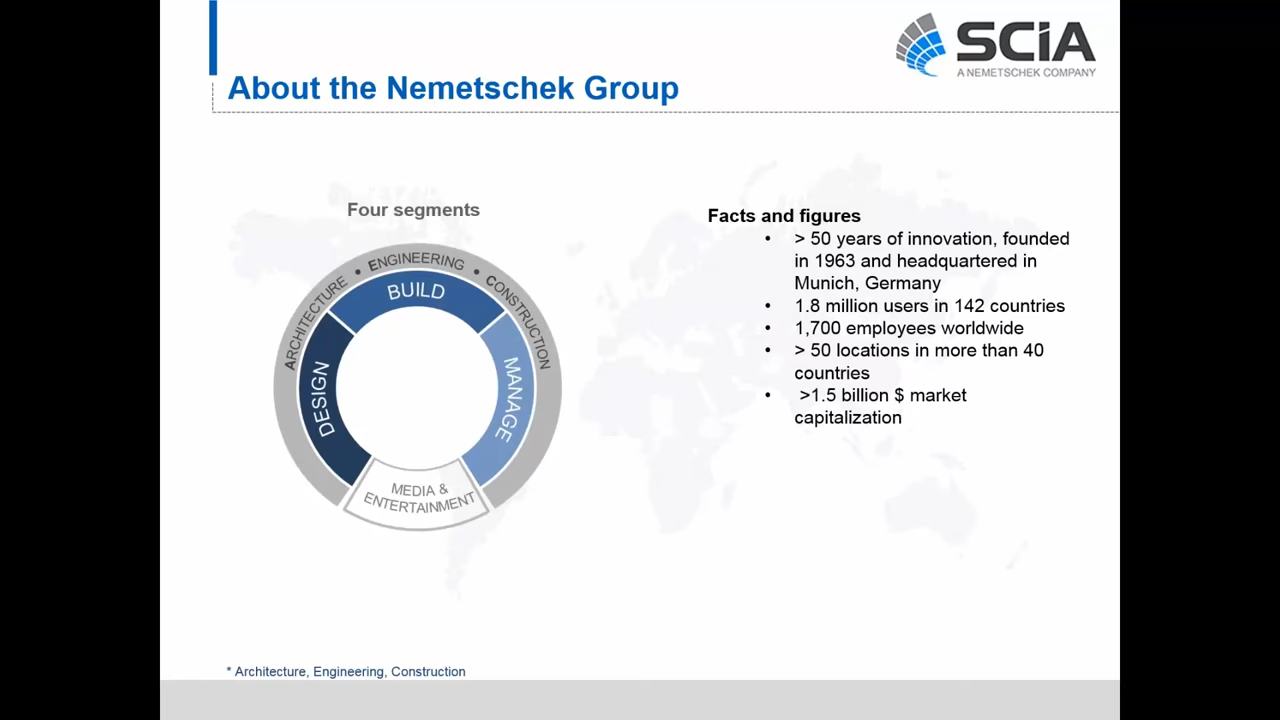 SCiA
A NEMETSCHEK COMPANY
About the Nemetschek Group
Four segments
ARCHITECTURE • ENGINEERING • CONSTRUCTION
BUILD
DESIGN
MANAGE
MEDIA &
ENTERTAINMENT
Facts and figures
• > 50 years of innovation, founded
in 1963 and headquartered in
Munich, Germany
• 1.8 million users in 142 countries
• 1,700 employees worldwide
• > 50 locations in more than 40
countries
• >1.5 billion $ market
capitalization
* Architecture, Engineering, Construction